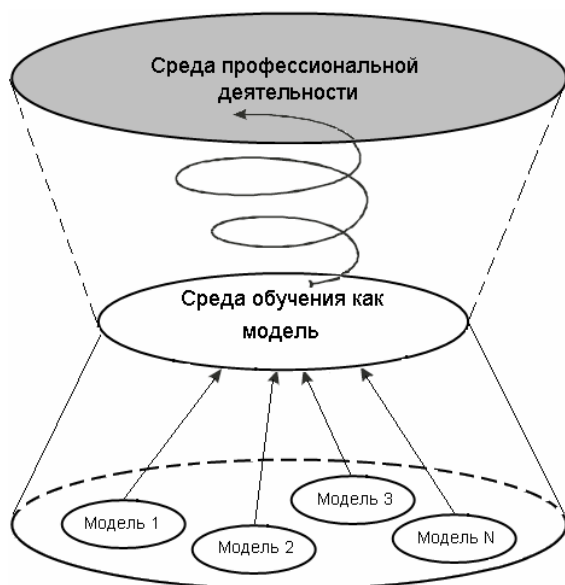 Среда профессиональной
деятельности
Среда обучения как
модель
Модель 1
Модель 2
Модель 3
Модель N